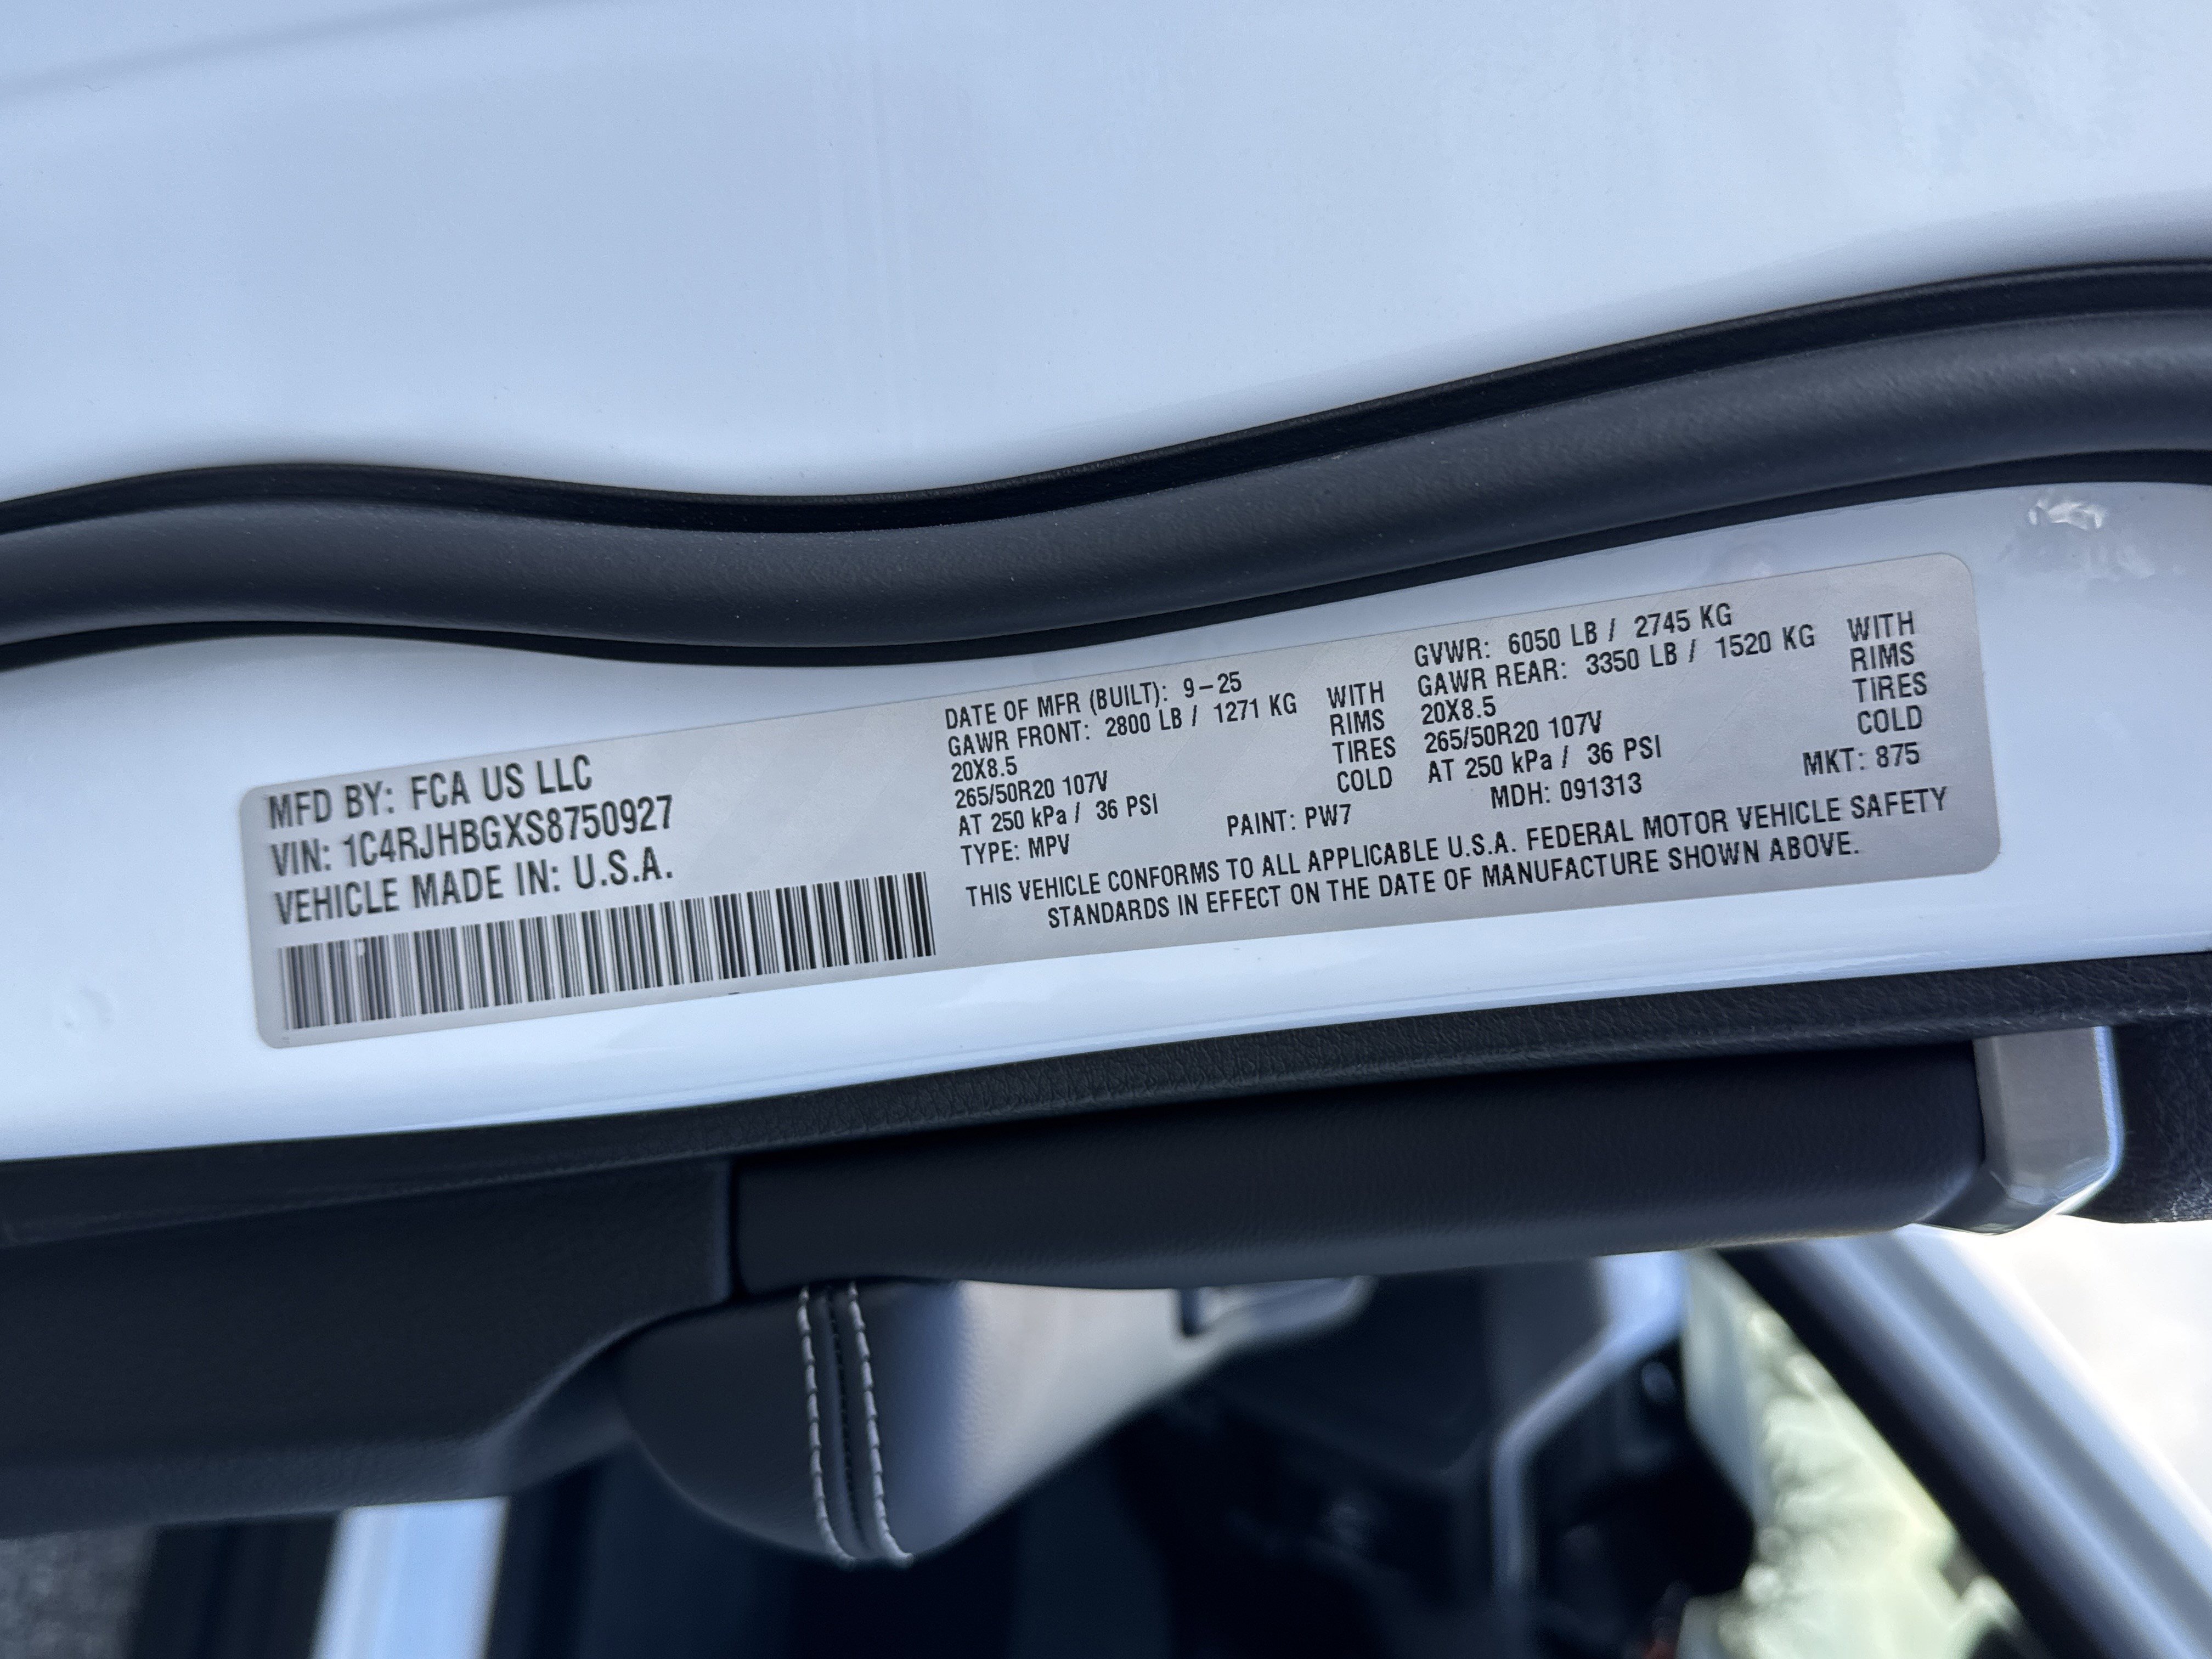 MFD BY: FCA US LLC
VIN: 1C4RJHBGXS8750927
VEHICLE MADE IN: U.S.A.
DATE OF MFR (BUILT): 9-25
GAWR FRONT: 2800 LB / 1271 KG WITH
20X8.5 RIMS
265/50R20 107V TIRES
AT 250 kPa / 36 PSI COLD
TYPE: MPV
GVWR: 6050 LB / 2745 KG
GAWR REAR: 3350 LB / 1520 KG WITH
20X8.5 RIMS
265/50R20 107V TIRES
AT 250 kPa / 36 PSI COLD
PAINT: PW7 MDH: 091313 MKT: 875
THIS VEHICLE CONFORMS TO ALL APPLICABLE U.S.A. FEDERAL MOTOR VEHICLE SAFETY
STANDARDS IN EFFECT ON THE DATE OF MANUFACTURE SHOWN ABOVE.